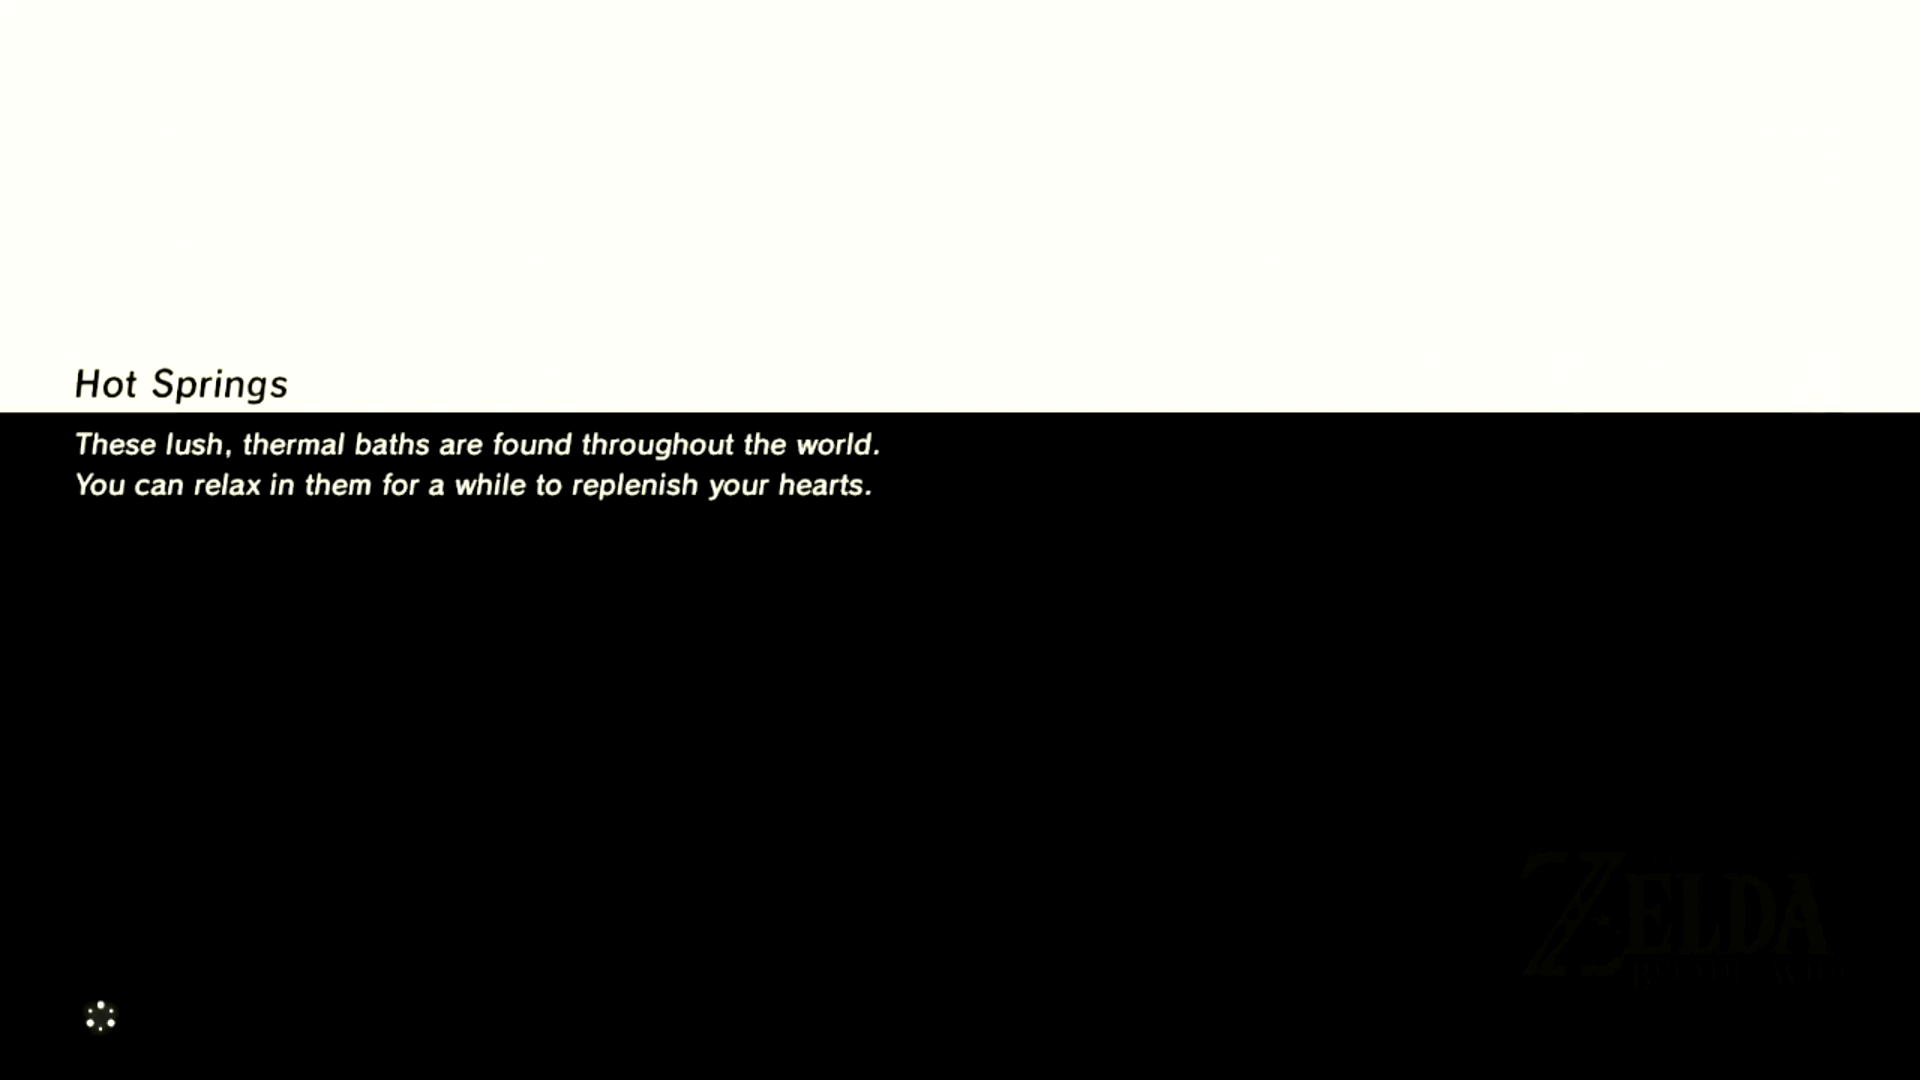 Hot Springs
These lush, thermal baths are found throughout the world.
You can relax in them for a while to replenish your hearts.
ZELDA